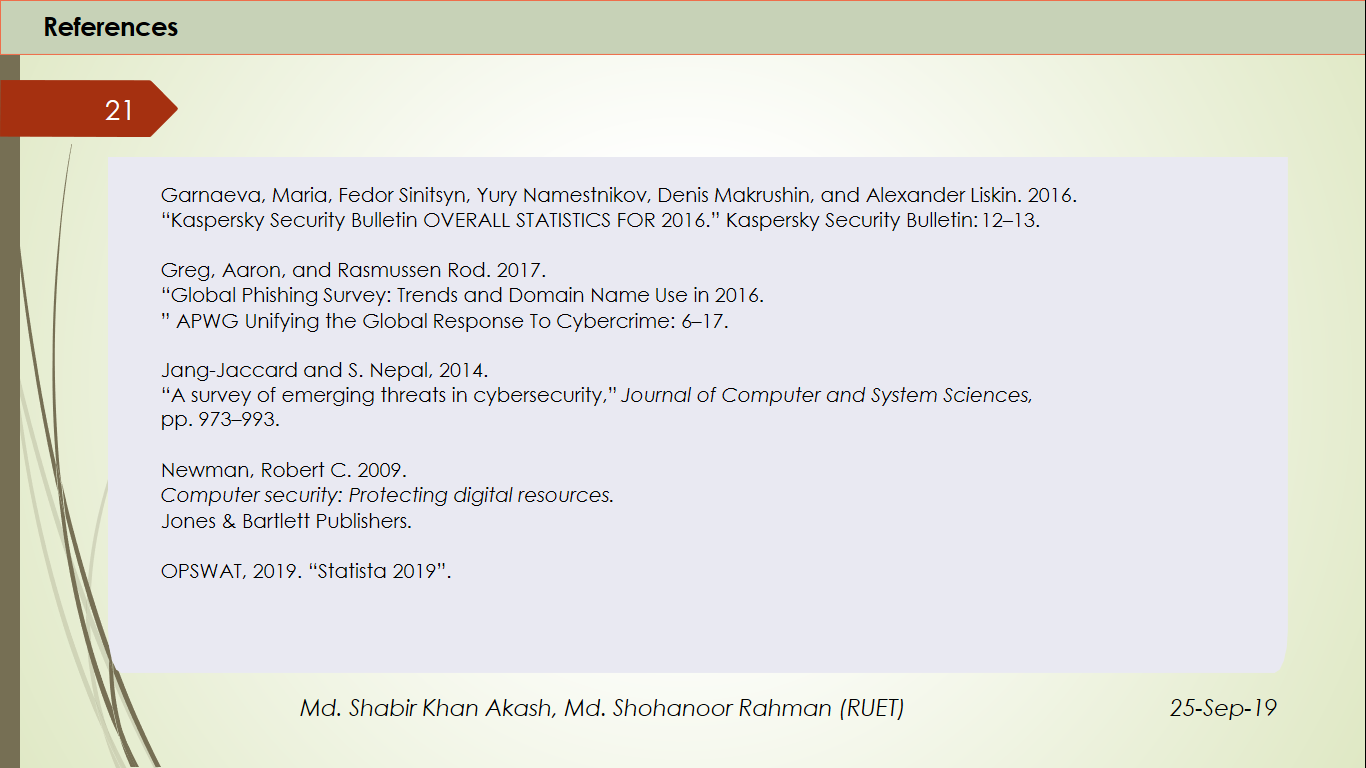 References
21
Garnaeva, Maria, Fedor Sinitsyn, Yury Namestnikov, Denis Makrushin, and Alexander Liskin. 2016.
“Kaspersky Security Bulletin OVERALL STATISTICS FOR 2016.” Kaspersky Security Bulletin: 12–13.
Greg, Aaron, and Rasmussen Rod. 2017.
“Global Phishing Survey: Trends and Domain Name Use in 2016.
” APWG Unifying the Global Response To Cybercrime: 6–17.
Jang-Jaccard and S. Nepal, 2014.
“A survey of emerging threats in cybersecurity,” Journal of Computer and System Sciences,
pp. 973–993.
Newman, Robert C. 2009.
Computer security: Protecting digital resources.
Jones & Bartlett Publishers.
OPSWAT, 2019. “Statista 2019”.
Md. Shabir Khan Akash, Md. Shohanoor Rahman (RUET)
25-Sep-19